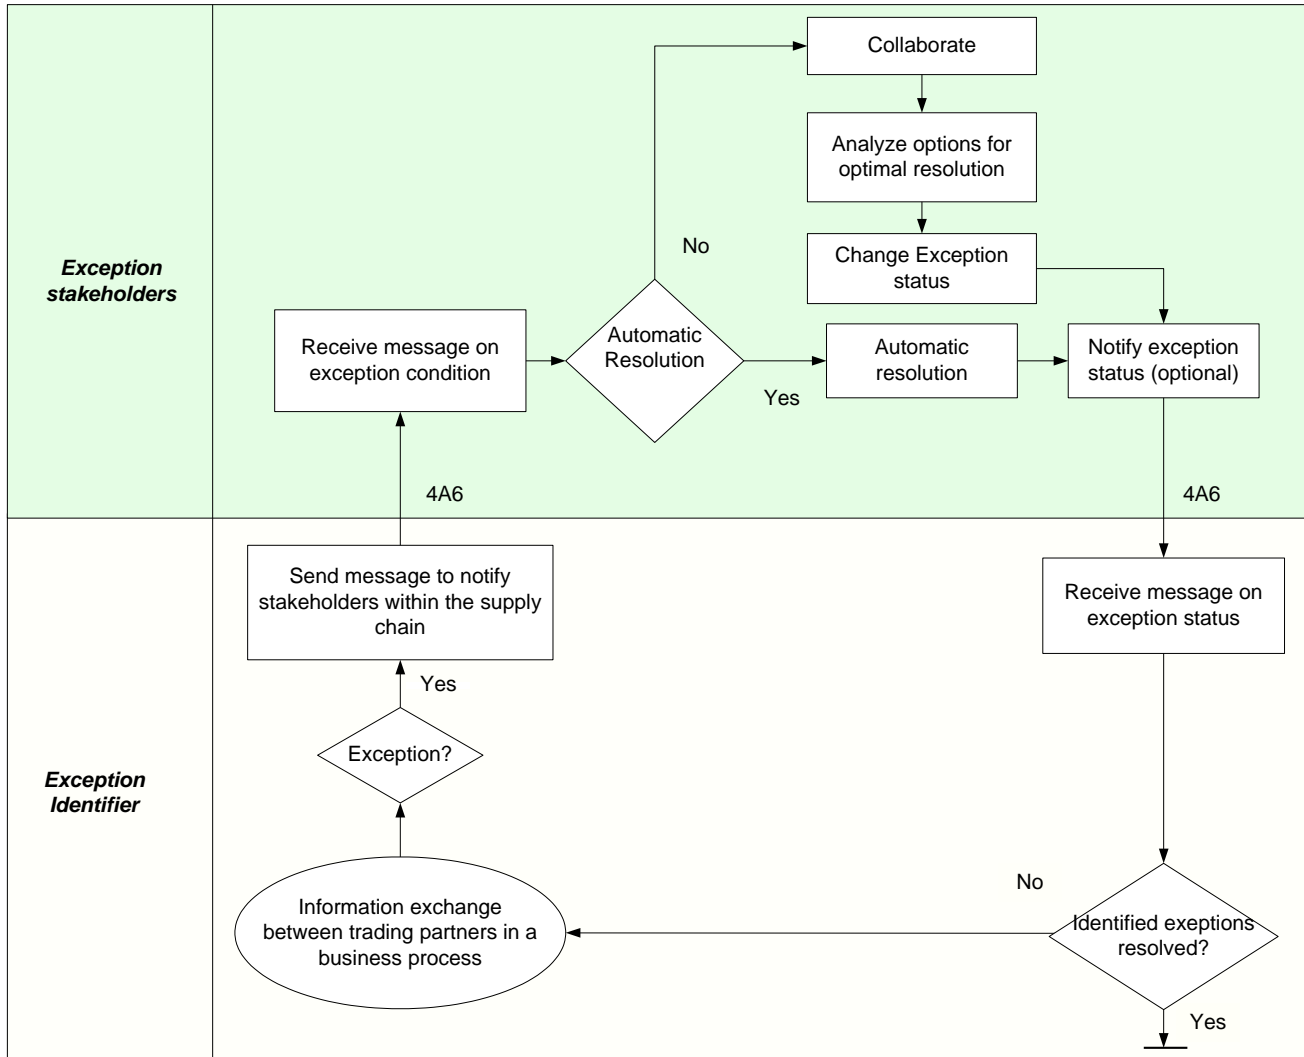 Collaborate
Analyze options for
optimal resolution
No
Change Exception
status
Exception
stakeholders
Receive message on
exception condition
Automatic
Resolution
Yes
Automatic
resolution
Notify exception
status (optional)
4A6
4A6
Send message to notify
stakeholders within the supply
chain
Receive message on
exception status
Yes
Exception?
Exception
Identifier
Information exchange
between trading partners in a
business process
No
Identified exeptions
resolved?
Yes